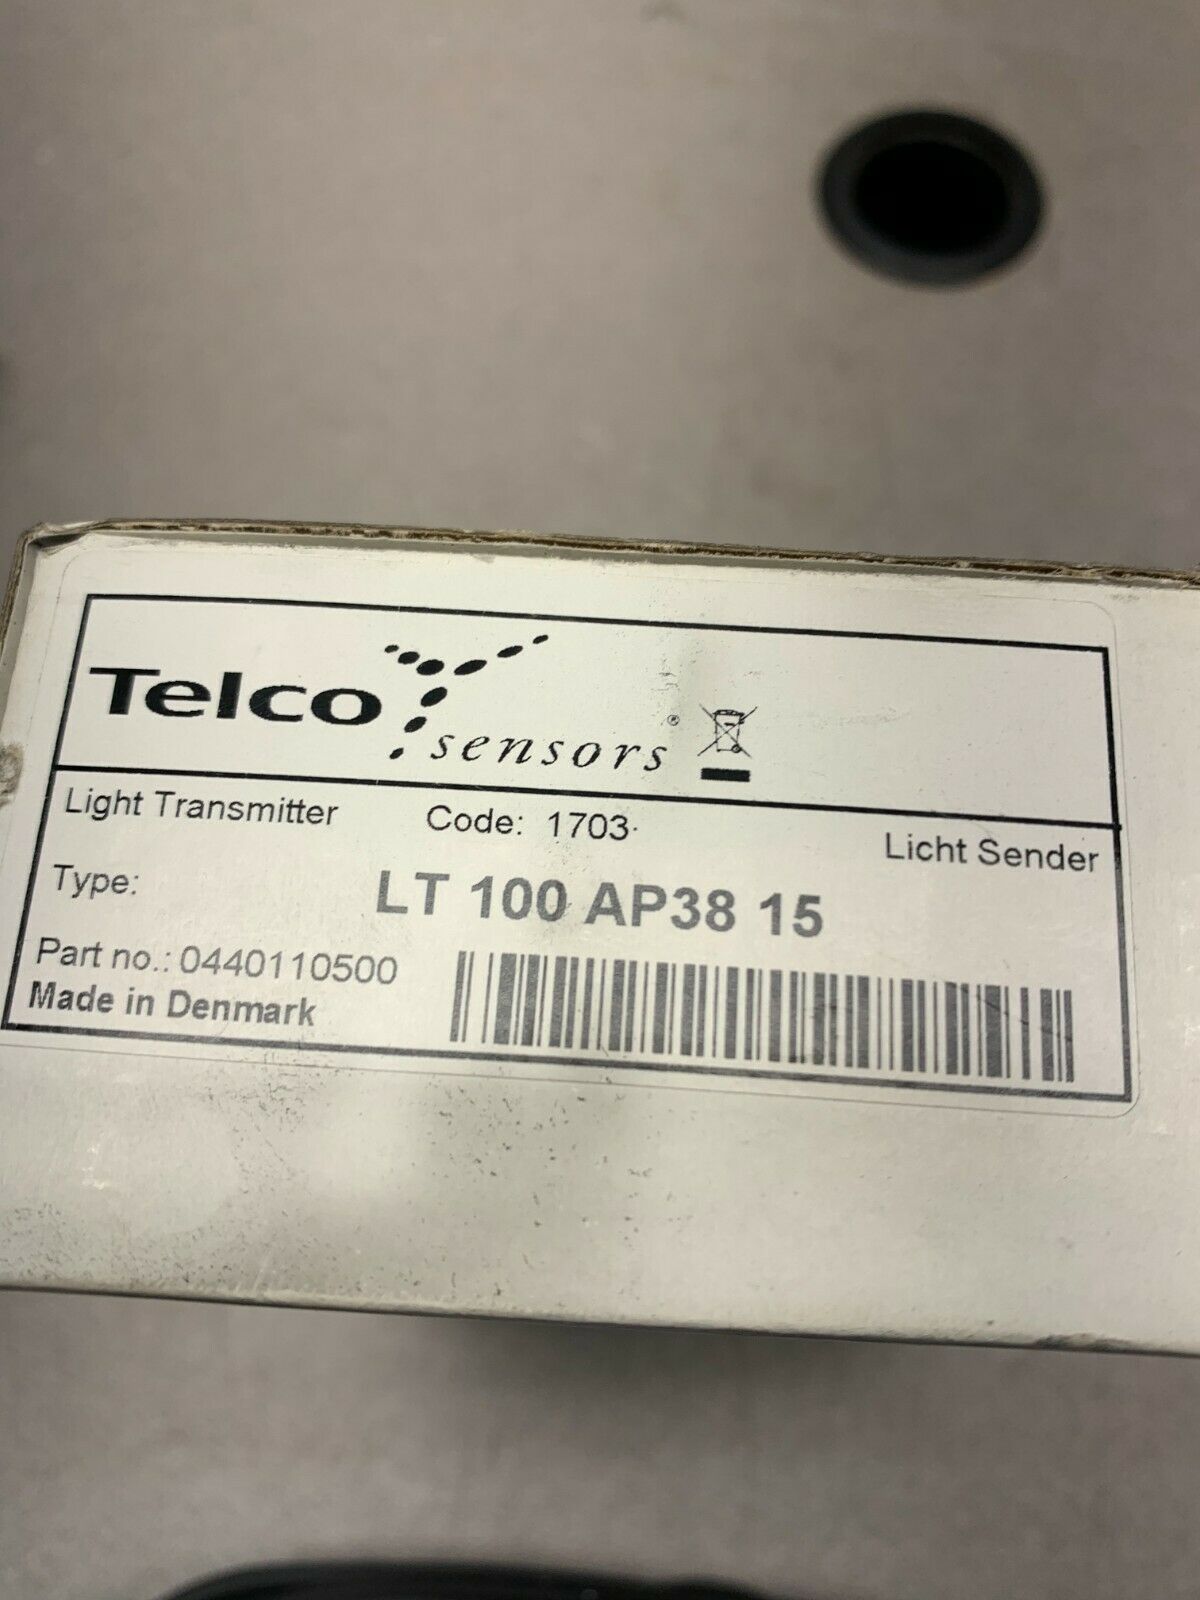 Telco sensors ®
Light Transmitter Code: 1703 Licht Sender
Type: LT 100 AP38 15
Part no.: 0440110500
Made in Denmark